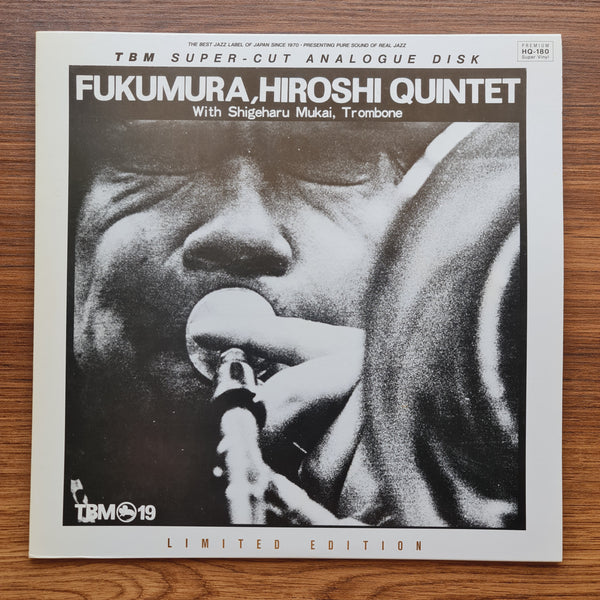 THE BEST JAZZ LABEL OF JAPAN SINCE 1970 • PRESENTING PURE SOUND OF REAL JAZZ
PREMIUM
HQ-180
Super Vinyl
TBM SUPER-CUT ANALOGUE DISK
FUKUMURA,HIROSHI QUINTET
With Shigeharu Mukai, Trombone
TBM 19
LIMITED EDITION